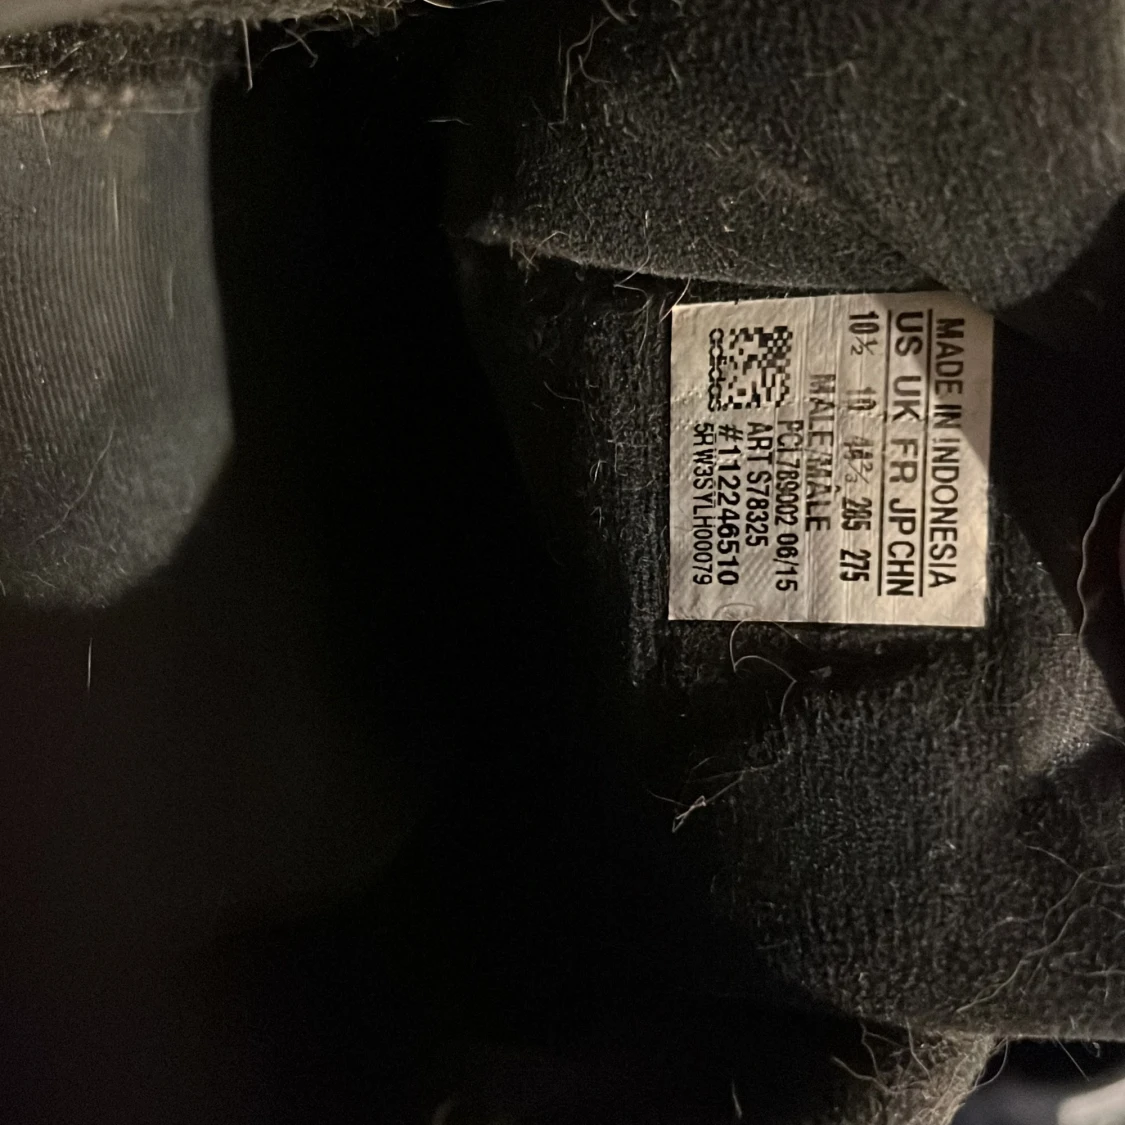 MADE IN INDONESIA
US UK FR JP CHN
10½ 10 44⅔ 285 275
MALE/MÂLE
PCI 789002 06/15
ART S78325
#1122246510
adidas
5RW3SYLH00079